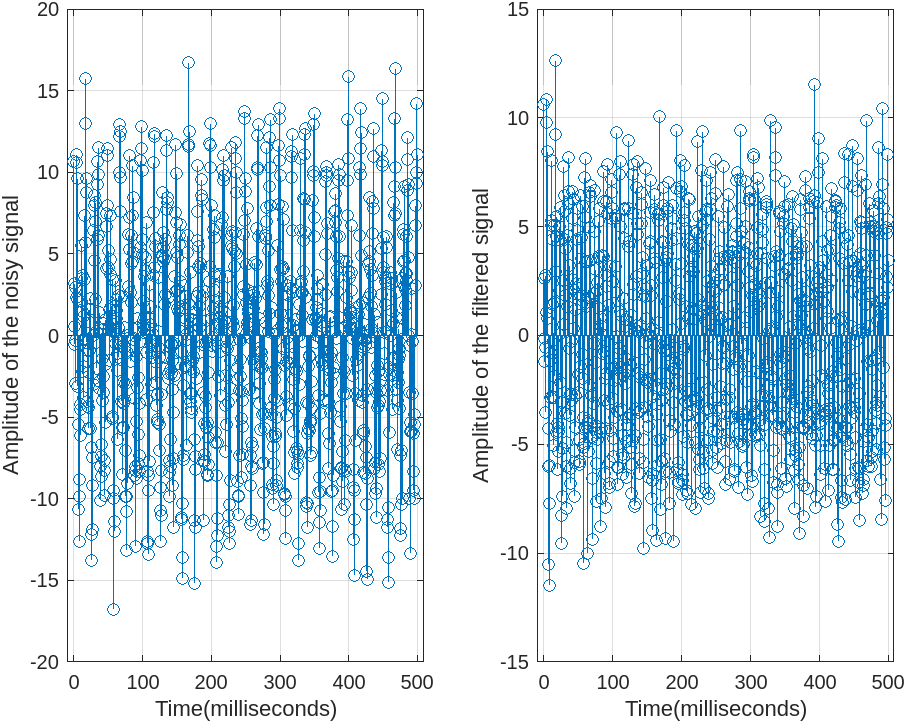 Amplitude of the noisy signal
20
15
10
5
0
-5
-10
-15
-20
0 100 200 300 400 500
Time(milliseconds)
Amplitude of the filtered signal
15
10
5
0
-5
-10
-15
0 100 200 300 400 500
Time(milliseconds)